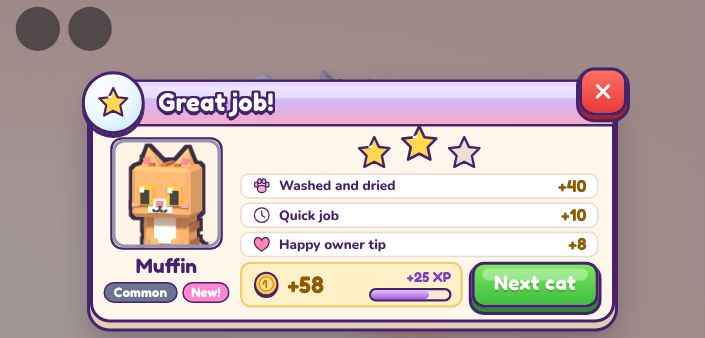 Great job!
Washed and dried +40
Quick job +10
Happy owner tip +8
Muffin
Common New!
+58
+25 XP
Next cat